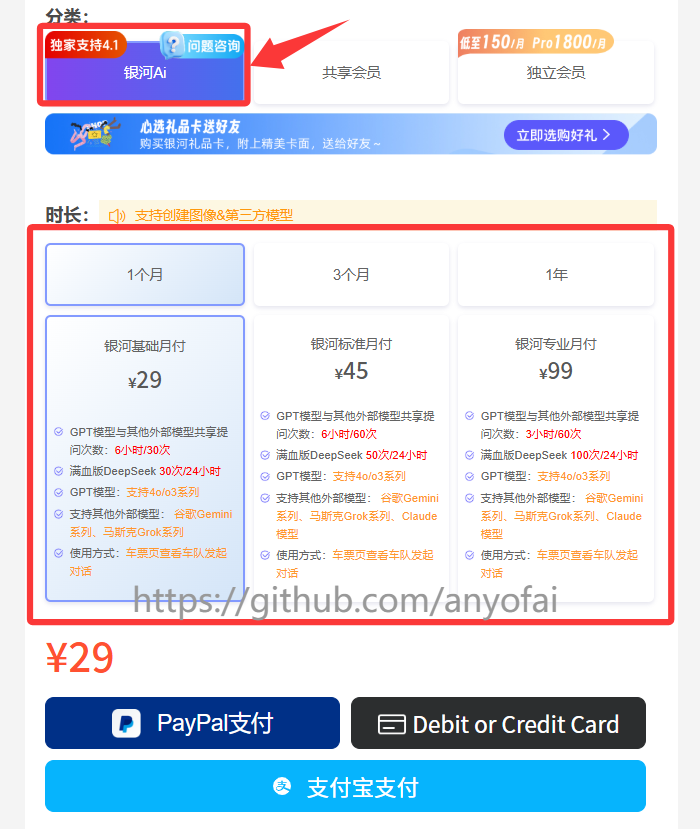 分类：
独家支持4.1
问题咨询
银河Ai
共享会员
低至150/月 Pro1800/月
独立会员
心选礼品卡送好友
购买银河礼品卡，附上精美卡面，送给好友~
立即选购好礼 >
时长：
支持创建图像&第三方模型
1个月
3个月
1年
银河基础月付
¥29
GPT模型与其他外部模型共享提
问次数：6小时/30次
满血版DeepSeek 30次/24小时
GPT模型：支持4o/o3系列
支持其他外部模型： 谷歌Gemini
系列、马斯克Grok系列
使用方式：车票页查看车队发起
对话
银河标准月付
¥45
GPT模型与其他外部模型共享提
问次数：6小时/60次
满血版DeepSeek 50次/24小时
GPT模型：支持4o/o3系列
支持其他外部模型： 谷歌Gemini
系列、马斯克Grok系列、Claude
模型
使用方式：车票页查看车队发起
对话
银河专业月付
¥99
GPT模型与其他外部模型共享提
问次数：3小时/60次
满血版DeepSeek 100次/24小时
GPT模型：支持4o/o3系列
支持其他外部模型： 谷歌Gemini
系列、马斯克Grok系列、Claude
模型
使用方式：车票页查看车队发起
对话
https://github.com/anyofai
¥29
PayPal支付
Debit or Credit Card
支付宝支付